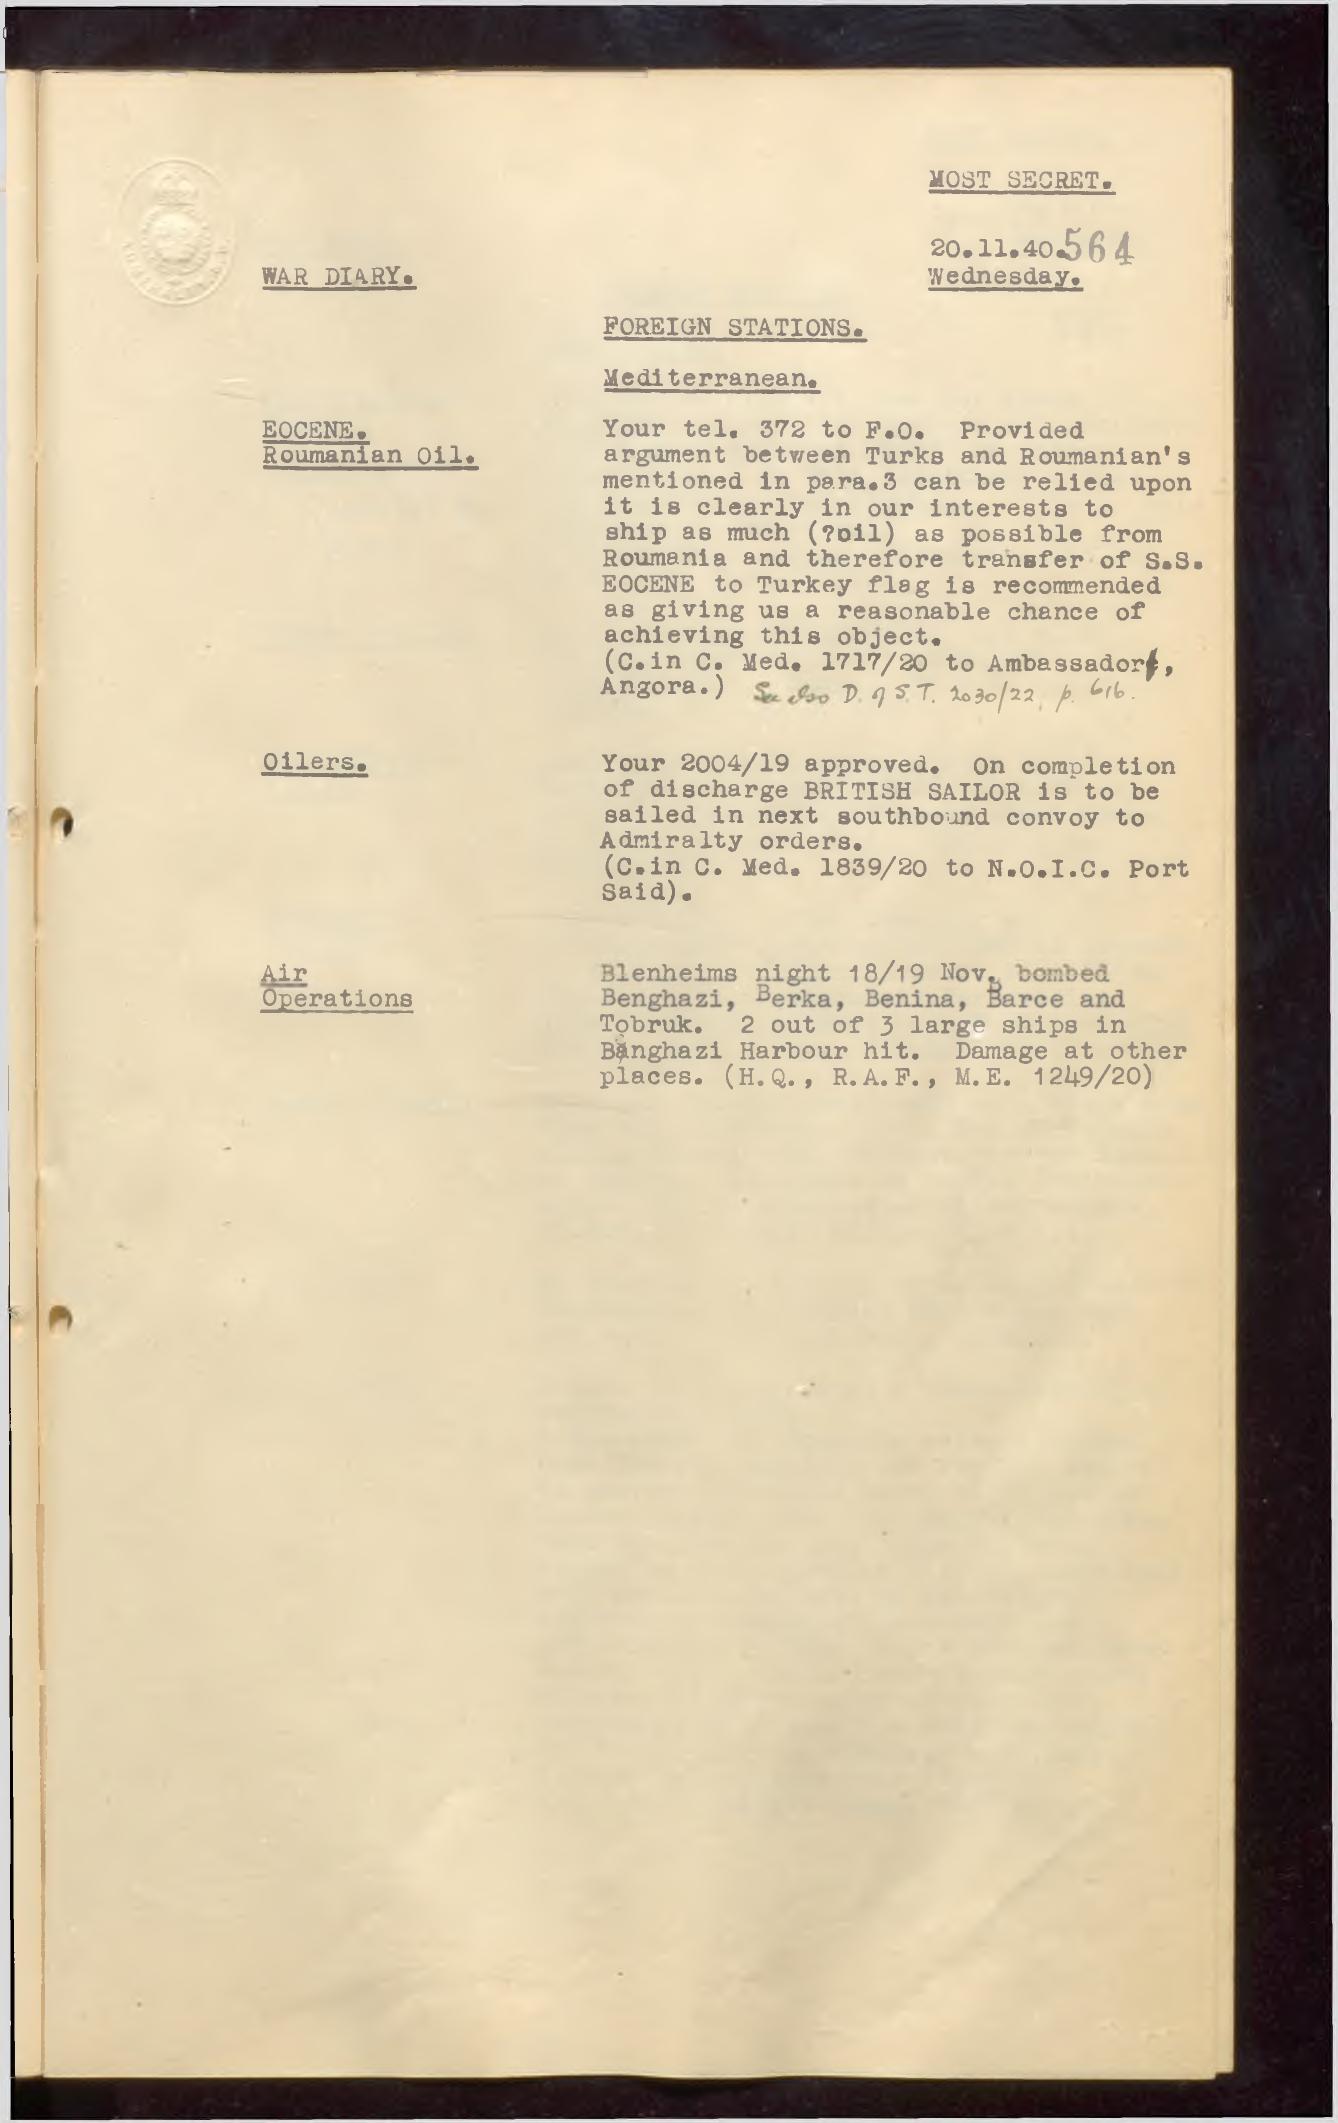 MOST SECRET.
20.11.40.564
WAR DIARY.
Wednesday.
FOREIGN STATIONS.
Mediterranean.
EOCENE.
Roumanian Oil.
Your tel. 372 to F.O. Provided
argument between Turks and Roumanian's
mentioned in para.3 can be relied upon
it is clearly in our interests to
ship as much (?oil) as possible from
Roumania and therefore transfer of S.S.
EOCENE to Turkey flag is recommended
as giving us a reasonable chance of
achieving this object.
(C.in C. Med. 1717/20 to Ambassador,
Angora.) See also D. of S.T. 2030/22, p. 616.
Oilers.
Your 2004/19 approved. On completion
of discharge BRITISH SAILOR is to be
sailed in next southbound convoy to
Admiralty orders.
(C.in C. Med. 1839/20 to N.O.I.C. Port
Said).
Air
Operations
Blenheims night 18/19 Nov. bombed
Benghazi, Berka, Benina, Barce and
Tobruk. 2 out of 3 large ships in
Benghazi Harbour hit. Damage at other
places. (H.Q., R.A.F., M.E. 1249/20)